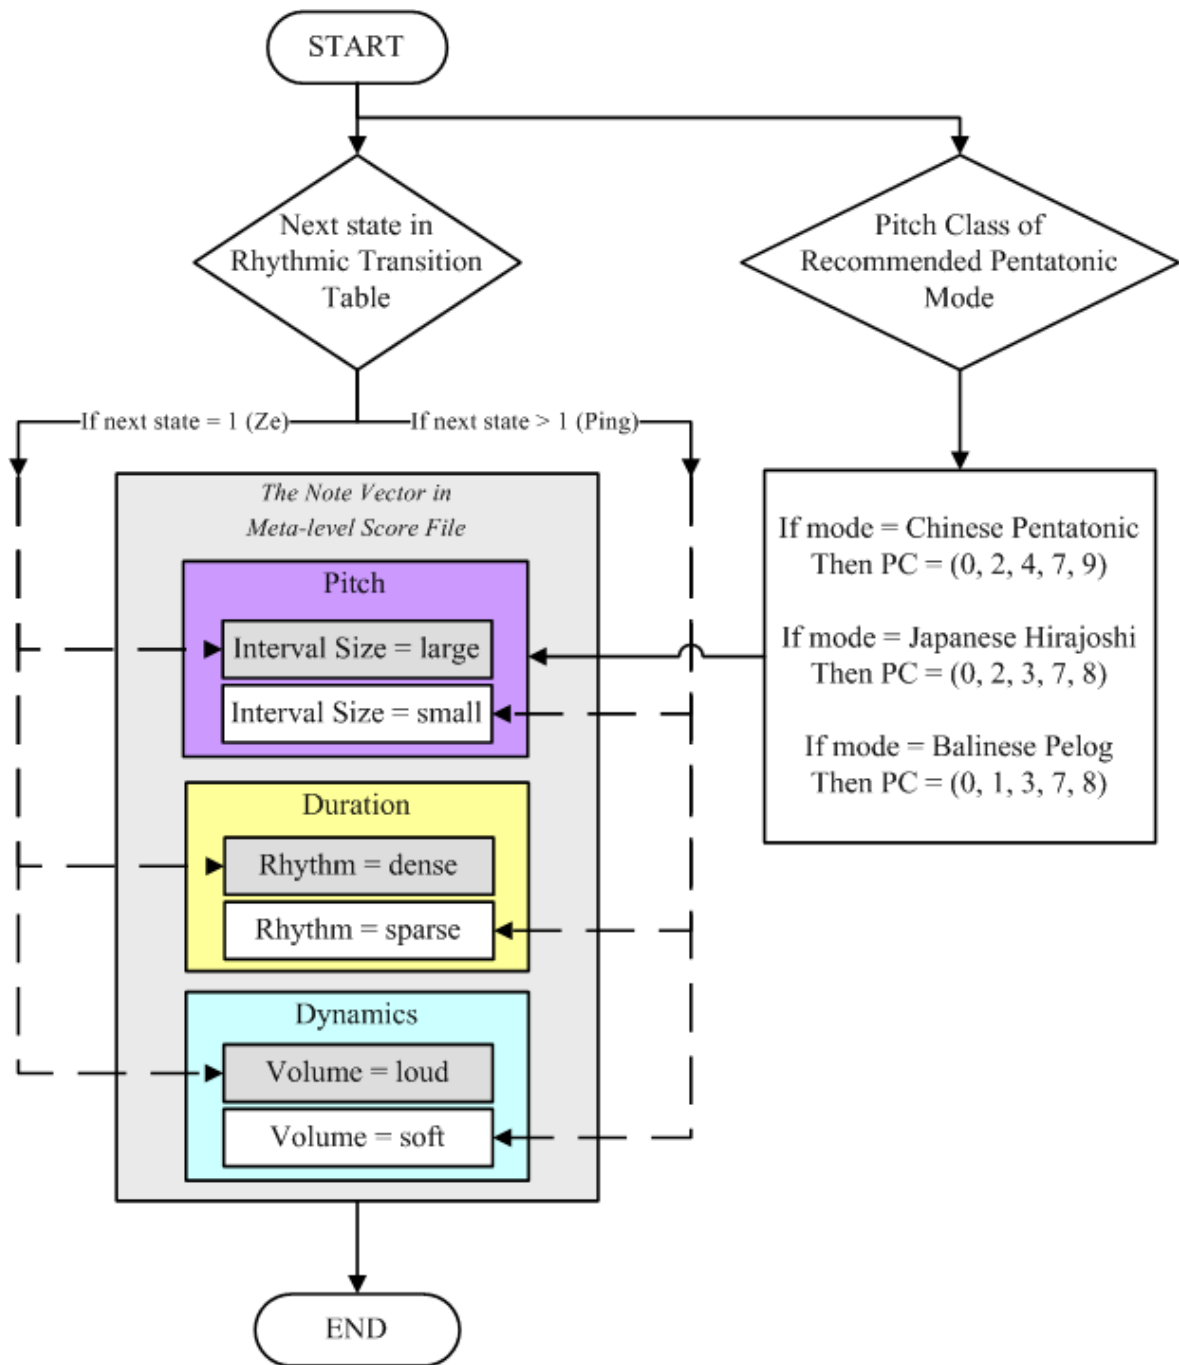 START
Next state in
Rhythmic Transition
Table
Pitch Class of
Recommended Pentatonic
Mode
If next state = 1 (Ze)
If next state > 1 (Ping)
The Note Vector in
Meta-level Score File
Pitch
Interval Size = large
Interval Size = small
Duration
Rhythm = dense
Rhythm = sparse
Dynamics
Volume = loud
Volume = soft
If mode = Chinese Pentatonic
Then PC = (0, 2, 4, 7, 9)
If mode = Japanese Hirajoshi
Then PC = (0, 2, 3, 7, 8)
If mode = Balinese Pelog
Then PC = (0, 1, 3, 7, 8)
END